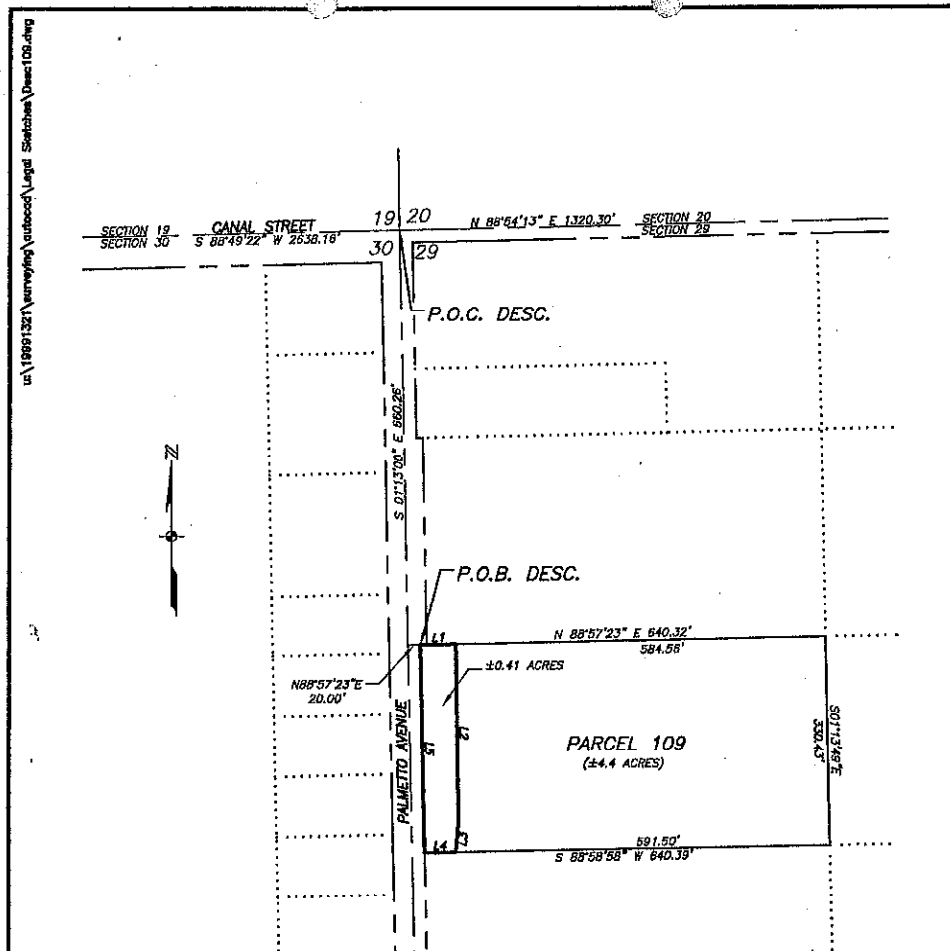 u:\19991321\surveying\autocad\Legal Sketches\Desc109.dwg
SECTION 19
SECTION 30
CANAL STREET
S 88°49'22" W 2638.16'
19 20
30 29
N 88°54'13" E 1320.30'
SECTION 20
SECTION 29
P.O.C. DESC.
S 01°13'00" E 660.26'
N
P.O.B. DESC.
L1
N 88°57'23" E 640.32'
584.56'
±0.41 ACRES
N88°57'23"E
20.00'
PALMETTO AVENUE
L5
L2
PARCEL 109
(±4.4 ACRES)
S01°13'49"E
330.43'
L3
L4
591.50'
S 88°58'58" W 640.39'